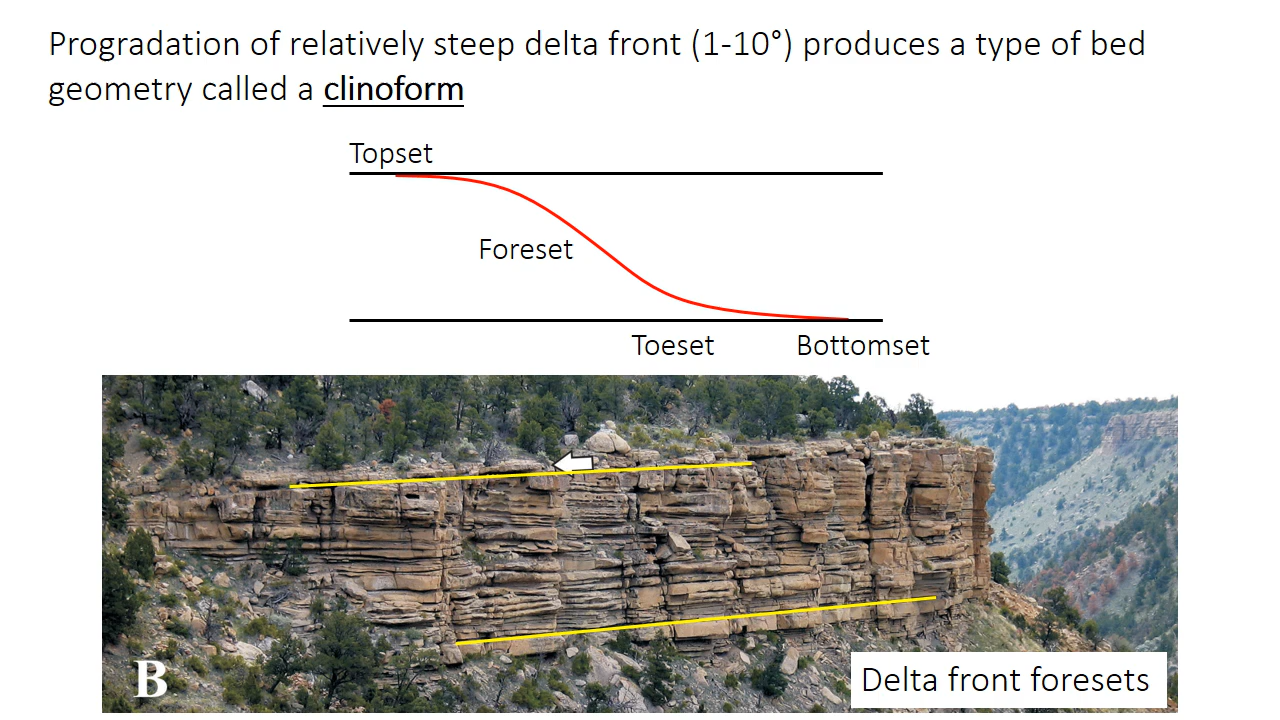 Progradation of relatively steep delta front (1-10°) produces a type of bed
geometry called a clinoform
Topset
Foreset
Toeset
Bottomset
B
Delta front foresets